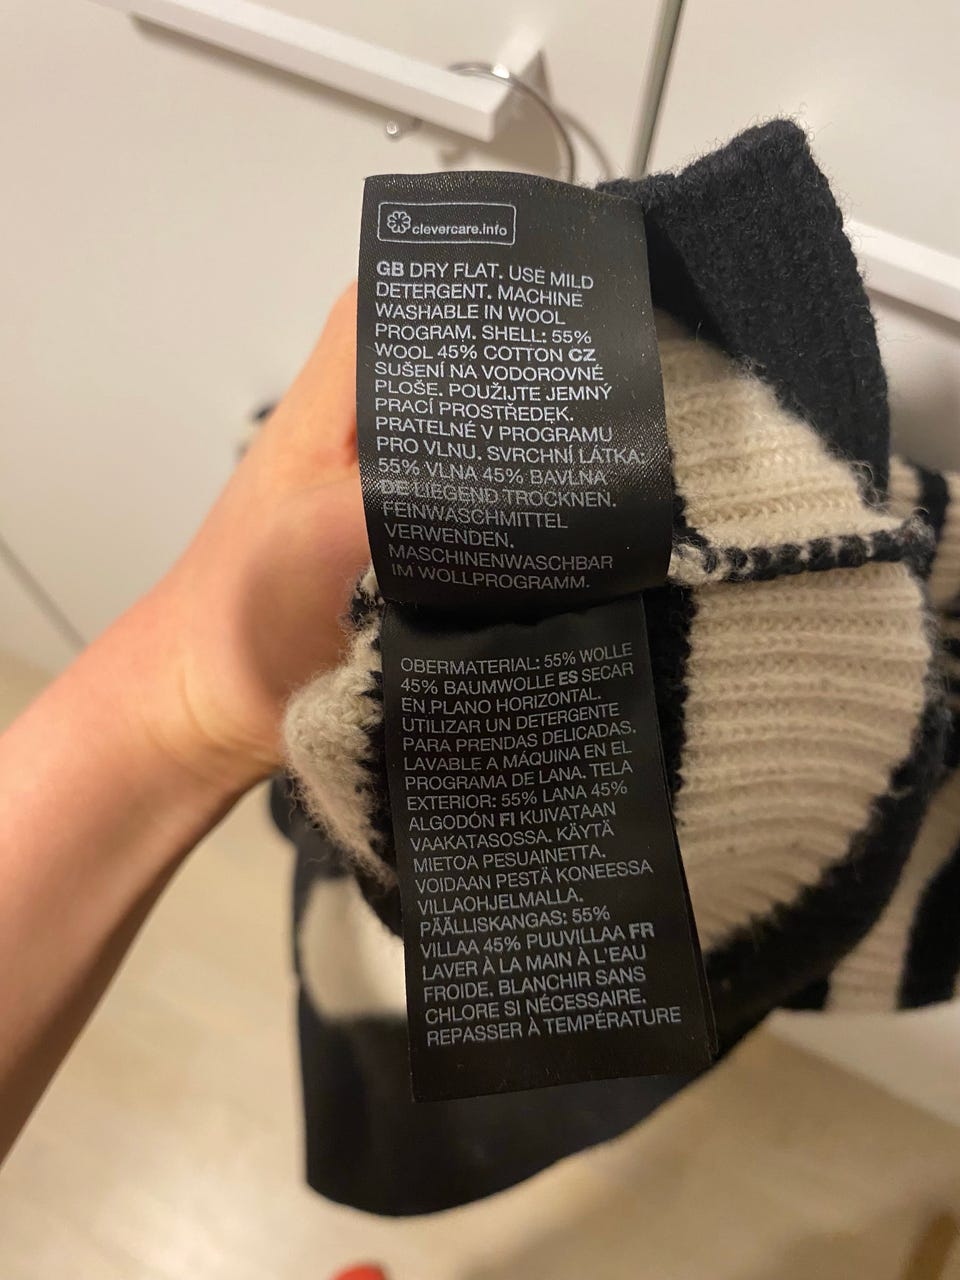 clevercare.info
GB DRY FLAT. USE MILD
DETERGENT. MACHINE
WASHABLE IN WOOL
PROGRAM. SHELL: 55%
WOOL 45% COTTON CZ
SUŠENÍ NA VODOROVNÉ
PLOŠE. POUŽIJTE JEMNÝ
PRACÍ PROSTŘEDEK.
PRATELNÉ V PROGRAMU
PRO VLNU. SVRCHNÍ LÁTKA:
55% VLNA 45% BAVLNA
DE LIEGEND TROCKNEN.
FEINWASCHMITTEL
VERWENDEN.
MASCHINENWASCHBAR
IM WOLLPROGRAMM.
OBERMATERIAL: 55% WOLLE
45% BAUMWOLLE ES SECAR
EN PLANO HORIZONTAL.
UTILIZAR UN DETERGENTE
PARA PRENDAS DELICADAS.
LAVABLE A MÁQUINA EN EL
PROGRAMA DE LANA. TELA
EXTERIOR: 55% LANA 45%
ALGODÓN FI KUIVATAAN
VAAKATASOSSA. KÄYTÄ
MIETOA PESUAINETTA.
VOIDAAN PESTÄ KONEESSA
VILLAOHJELMALLA.
PÄÄLLISKANGAS: 55%
VILLAA 45% PUUVILLAA FR
LAVER À LA MAIN À L'EAU
FROIDE. BLANCHIR SANS
CHLORE SI NÉCESSAIRE.
REPASSER À TEMPÉRATURE